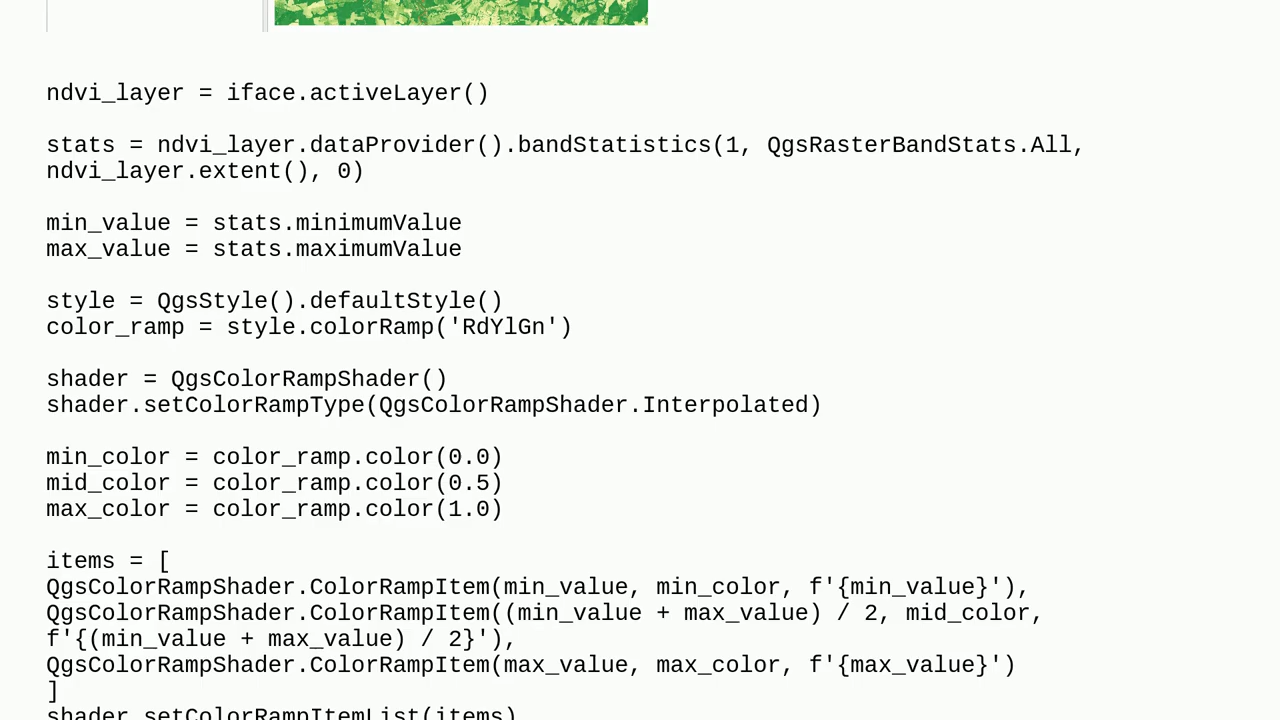 ndvi_layer = iface.activeLayer()
stats = ndvi_layer.dataProvider().bandStatistics(1, QgsRasterBandStats.All,
ndvi_layer.extent(), 0)
min_value = stats.minimumValue
max_value = stats.maximumValue
style = QgsStyle().defaultStyle()
color_ramp = style.colorRamp('RdYlGn')
shader = QgsColorRampShader()
shader.setColorRampType(QgsColorRampShader.Interpolated)
min_color = color_ramp.color(0.0)
mid_color = color_ramp.color(0.5)
max_color = color_ramp.color(1.0)
items = [
QgsColorRampShader.ColorRampItem(min_value, min_color, f'{min_value}'),
QgsColorRampShader.ColorRampItem((min_value + max_value) / 2, mid_color,
f'{(min_value + max_value) / 2}'),
QgsColorRampShader.ColorRampItem(max_value, max_color, f'{max_value}')
]
shader.setColorRampItemList(items)